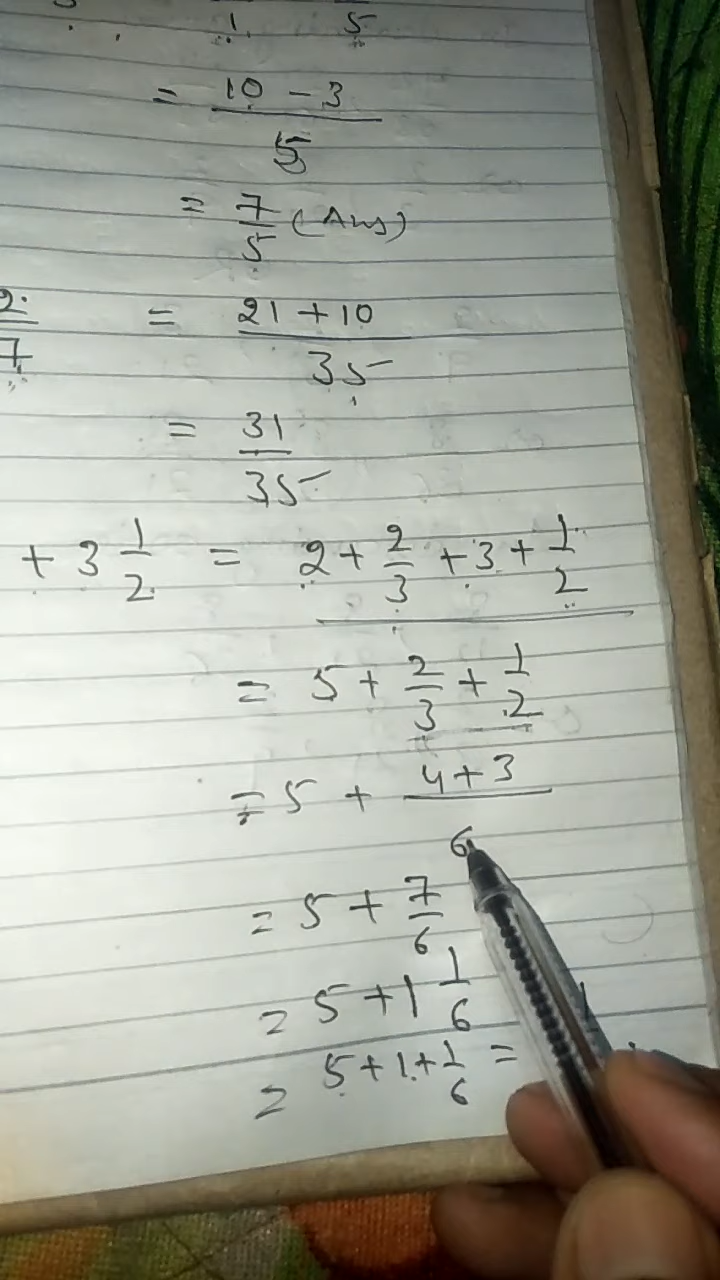 1 5
= 10 - 3 / 5
= 7/5 (Ans)
2/7 = 21 + 10 / 35
= 31/35
+ 3 1/2 = 2 + 2/3 + 3 + 1/2
= 5 + 2/3 + 1/2
= 5 + 4 + 3 / 6
= 5 + 7/6
= 5 + 1 1/6
= 5 + 1 + 1/6 =